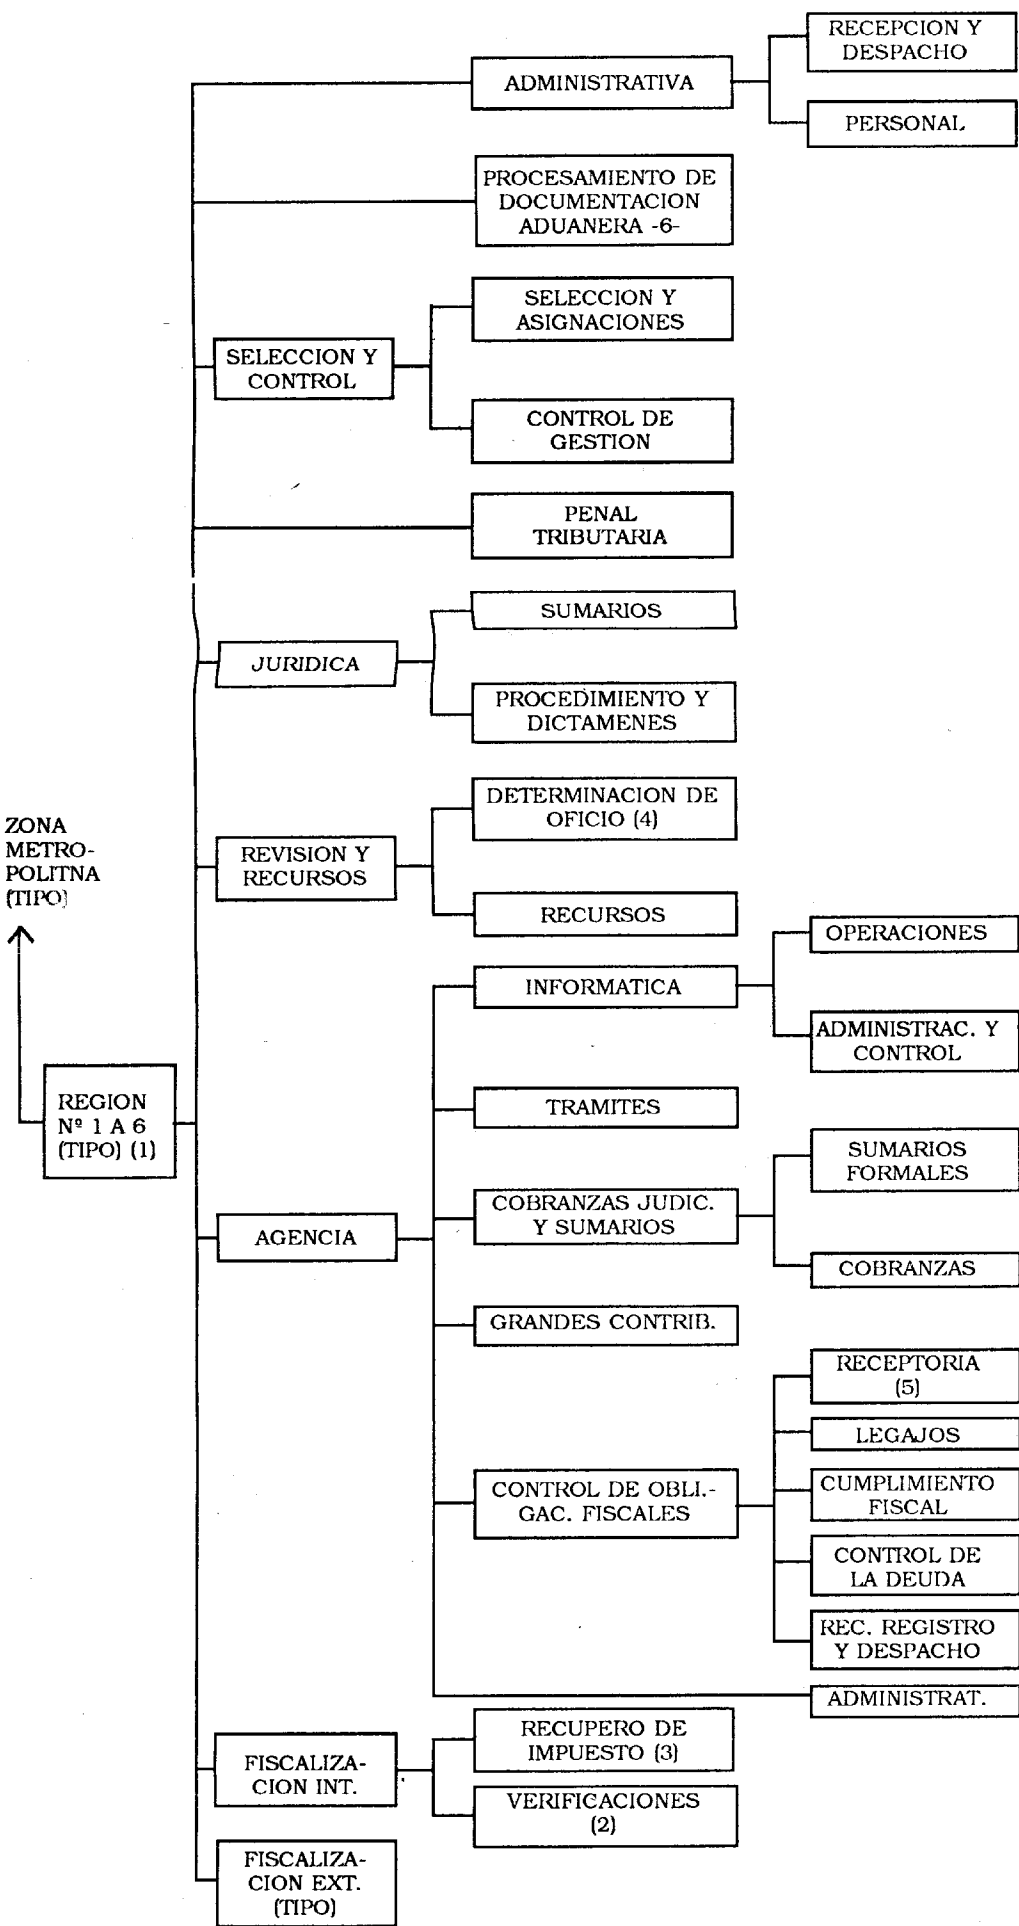 RECEPCION Y
DESPACHO
ADMINISTRATIVA
PERSONAL
PROCESAMIENTO DE
DOCUMENTACION
ADUANERA -6-
SELECCION Y
ASIGNACIONES
SELECCION Y
CONTROL
CONTROL DE
GESTION
PENAL
TRIBUTARIA
SUMARIOS
JURIDICA
PROCEDIMIENTO Y
DICTAMENES
DETERMINACION DE
OFICIO (4)
ZONA
METRO-
POLITNA
(TIPO)
REVISION Y
RECURSOS
RECURSOS
OPERACIONES
INFORMATICA
ADMINISTRAC. Y
CONTROL
REGION
Nº 1 A 6
(TIPO) (1)
TRAMITES
SUMARIOS
FORMALES
COBRANZAS JUDIC.
Y SUMARIOS
AGENCIA
COBRANZAS
GRANDES CONTRIB.
RECEPTORIA
(5)
LEGAJOS
CONTROL DE OBLI.-
GAC. FISCALES
CUMPLIMIENTO
FISCAL
CONTROL DE
LA DEUDA
REC. REGISTRO
Y DESPACHO
ADMINISTRAT.
RECUPERO DE
IMPUESTO (3)
FISCALIZA-
CION INT.
VERIFICACIONES
(2)
FISCALIZA-
CION EXT.
(TIPO)